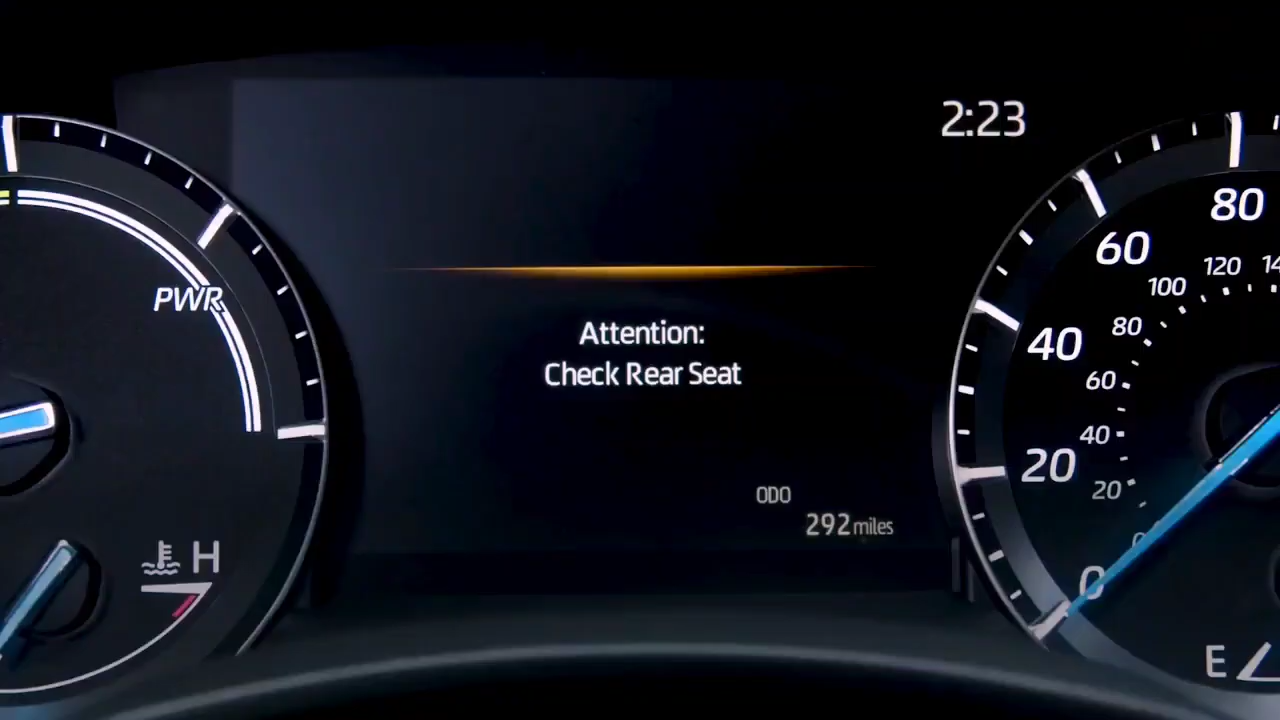 2:23
PWR
Attention:
Check Rear Seat
ODO
292 miles
H
80
60
40
20
0
120
100
80
60
40
20
E